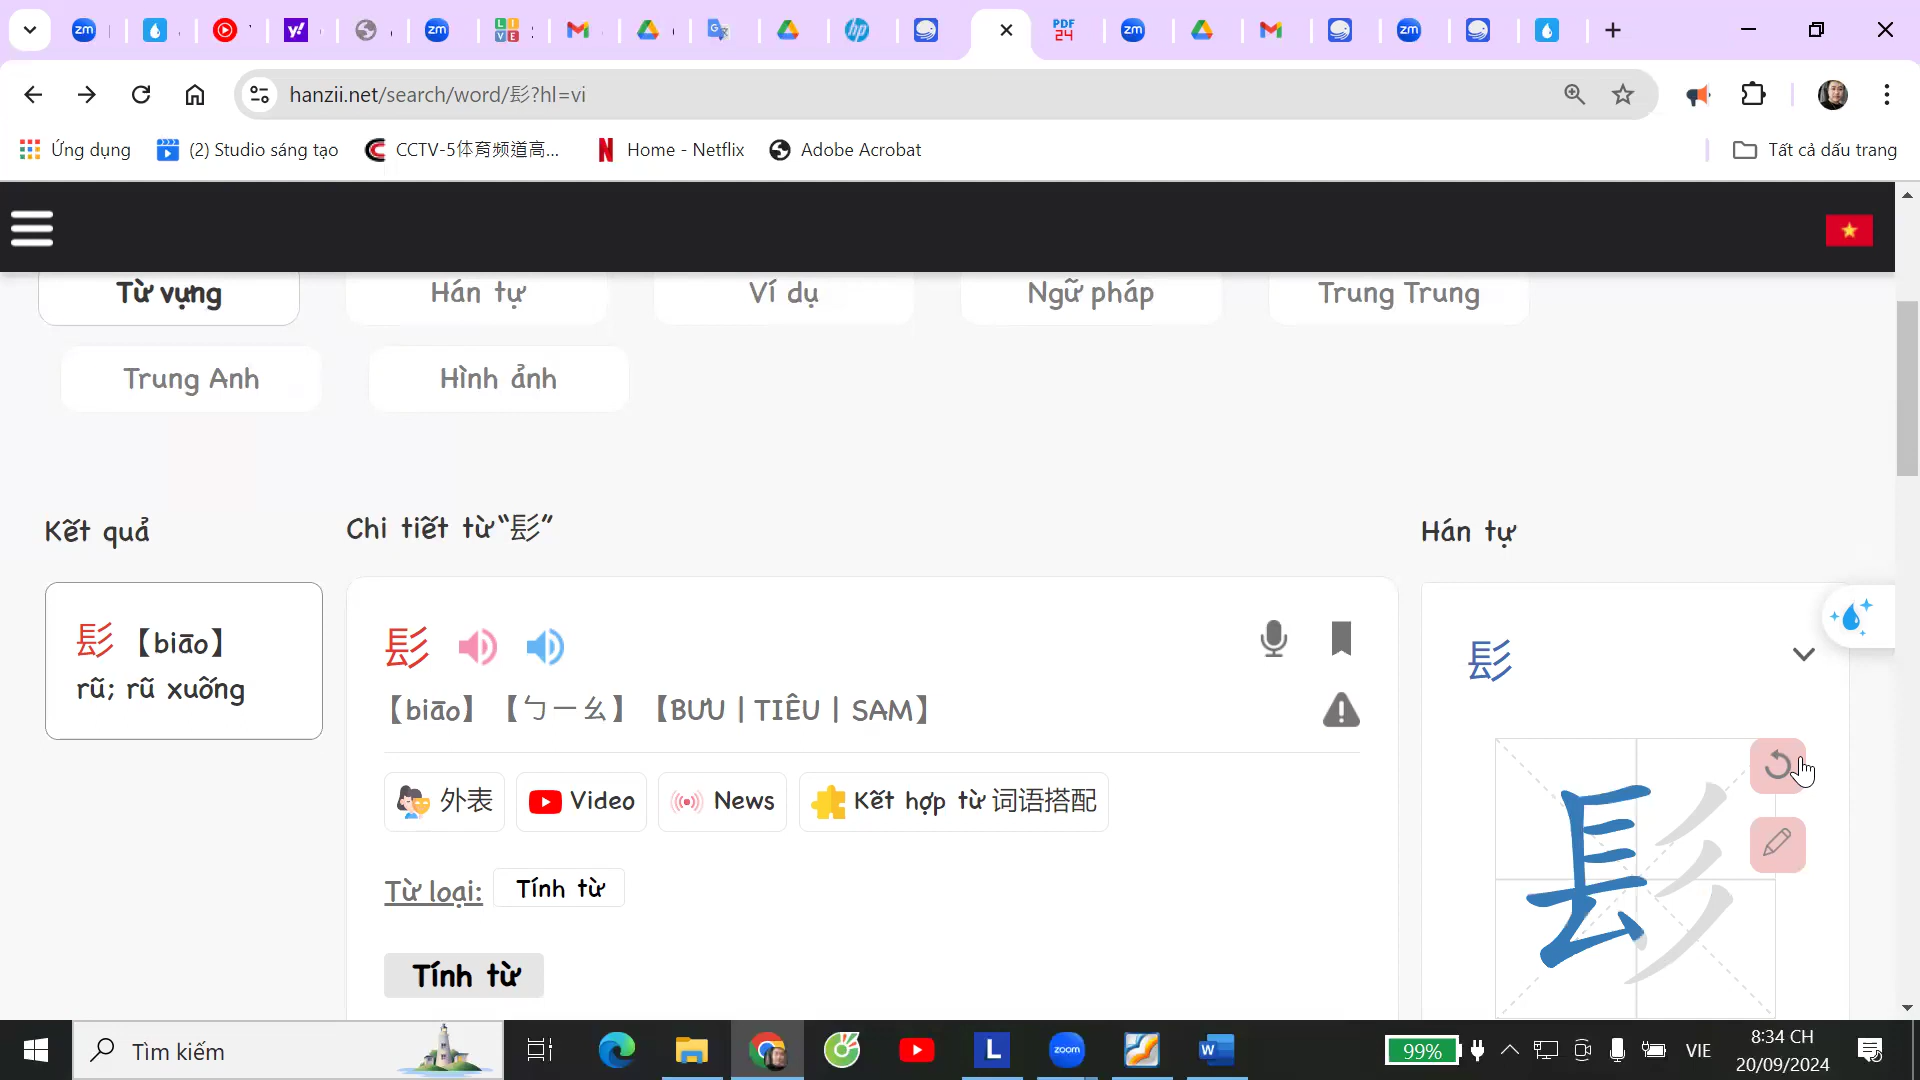 hanzii.net/search/word/髟?hl=vi
Ứng dụng
(2) Studio sáng tạo
CCTV-5体育频道高...
Home - Netflix
Adobe Acrobat
Tất cả dấu trang
Từ vựng
Hán tự
Ví dụ
Ngữ pháp
Trung Trung
Trung Anh
Hình ảnh
Kết quả
Chi tiết từ “髟”
Hán tự
髟 【biāo】
rũ; rũ xuống
髟
【biāo】 【ㄅㄧㄠ】 【BƯU | TIÊU | SAM】
外表
Video
News
Kết hợp từ 词语搭配
Từ loại:
Tính từ
Tính từ
髟
髟
Tìm kiếm
99%
VIE
8:34 CH
20/09/2024